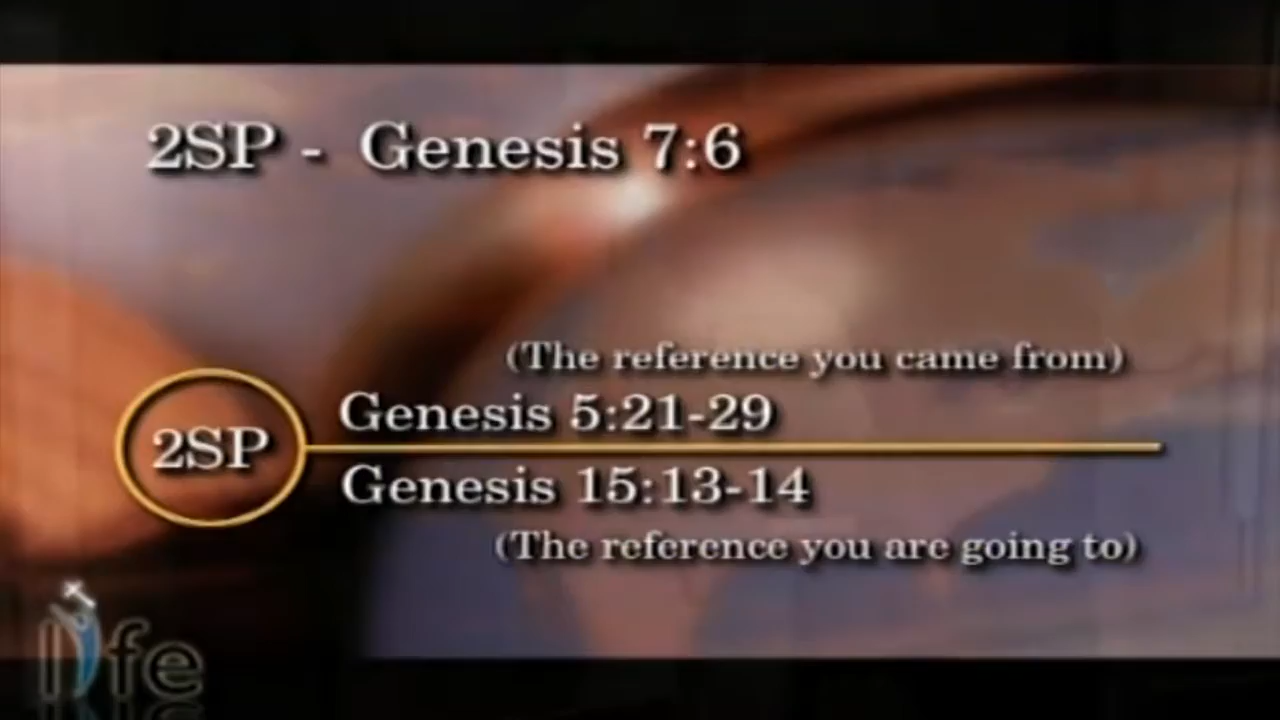 2SP - Genesis 7:6
(The reference you came from)
Genesis 5:21-29
2SP
Genesis 15:13-14
(The reference you are going to)
life